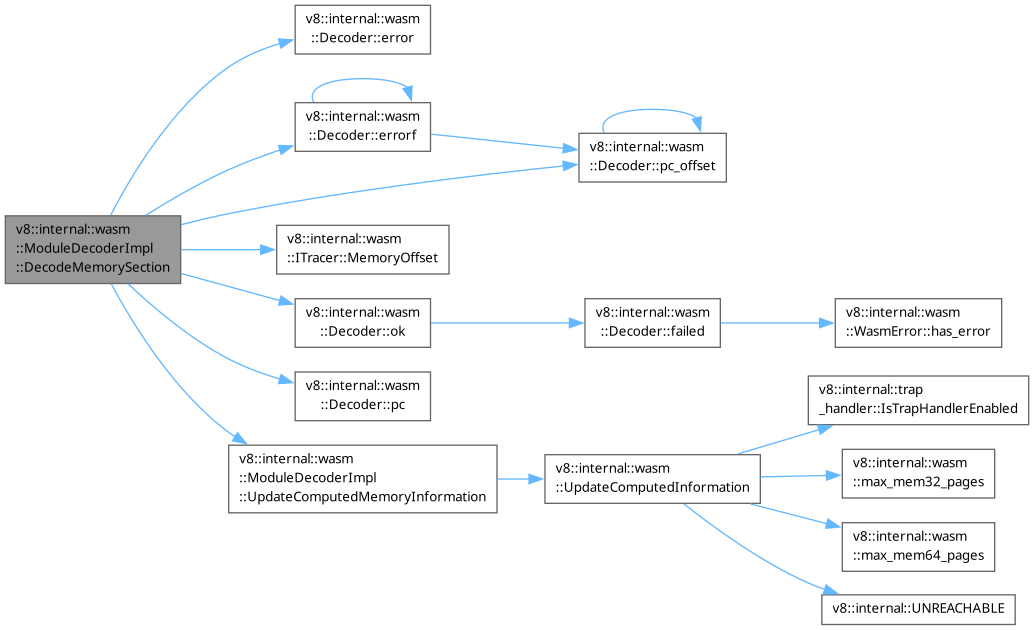 v8::internal::wasm
::Decoder::error
v8::internal::wasm
::Decoder::errorf
v8::internal::wasm
::Decoder::pc_offset
v8::internal::wasm
::ModuleDecoderImpl
::DecodeMemorySection
v8::internal::wasm
::ITracer::MemoryOffset
v8::internal::wasm
::Decoder::ok
v8::internal::wasm
::Decoder::failed
v8::internal::wasm
::WasmError::has_error
v8::internal::wasm
::Decoder::pc
v8::internal::trap
_handler::IsTrapHandlerEnabled
v8::internal::wasm
::ModuleDecoderImpl
::UpdateComputedMemoryInformation
v8::internal::wasm
::UpdateComputedInformation
v8::internal::wasm
::max_mem32_pages
v8::internal::wasm
::max_mem64_pages
v8::internal::UNREACHABLE